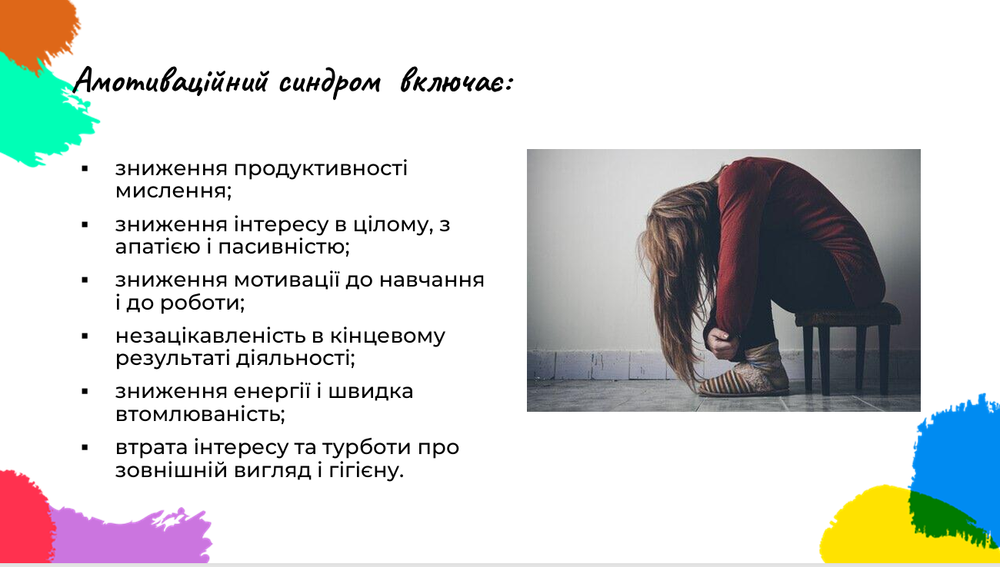 Амотиваційний синдром включає:
▪ зниження продуктивності
мислення;
▪ зниження інтересу в цілому, з
апатією і пасивністю;
▪ зниження мотивації до навчання
і до роботи;
▪ незацікавленість в кінцевому
результаті діяльності;
▪ зниження енергії і швидка
втомлюваність;
▪ втрата інтересу та турботи про
зовнішній вигляд і гігієну.